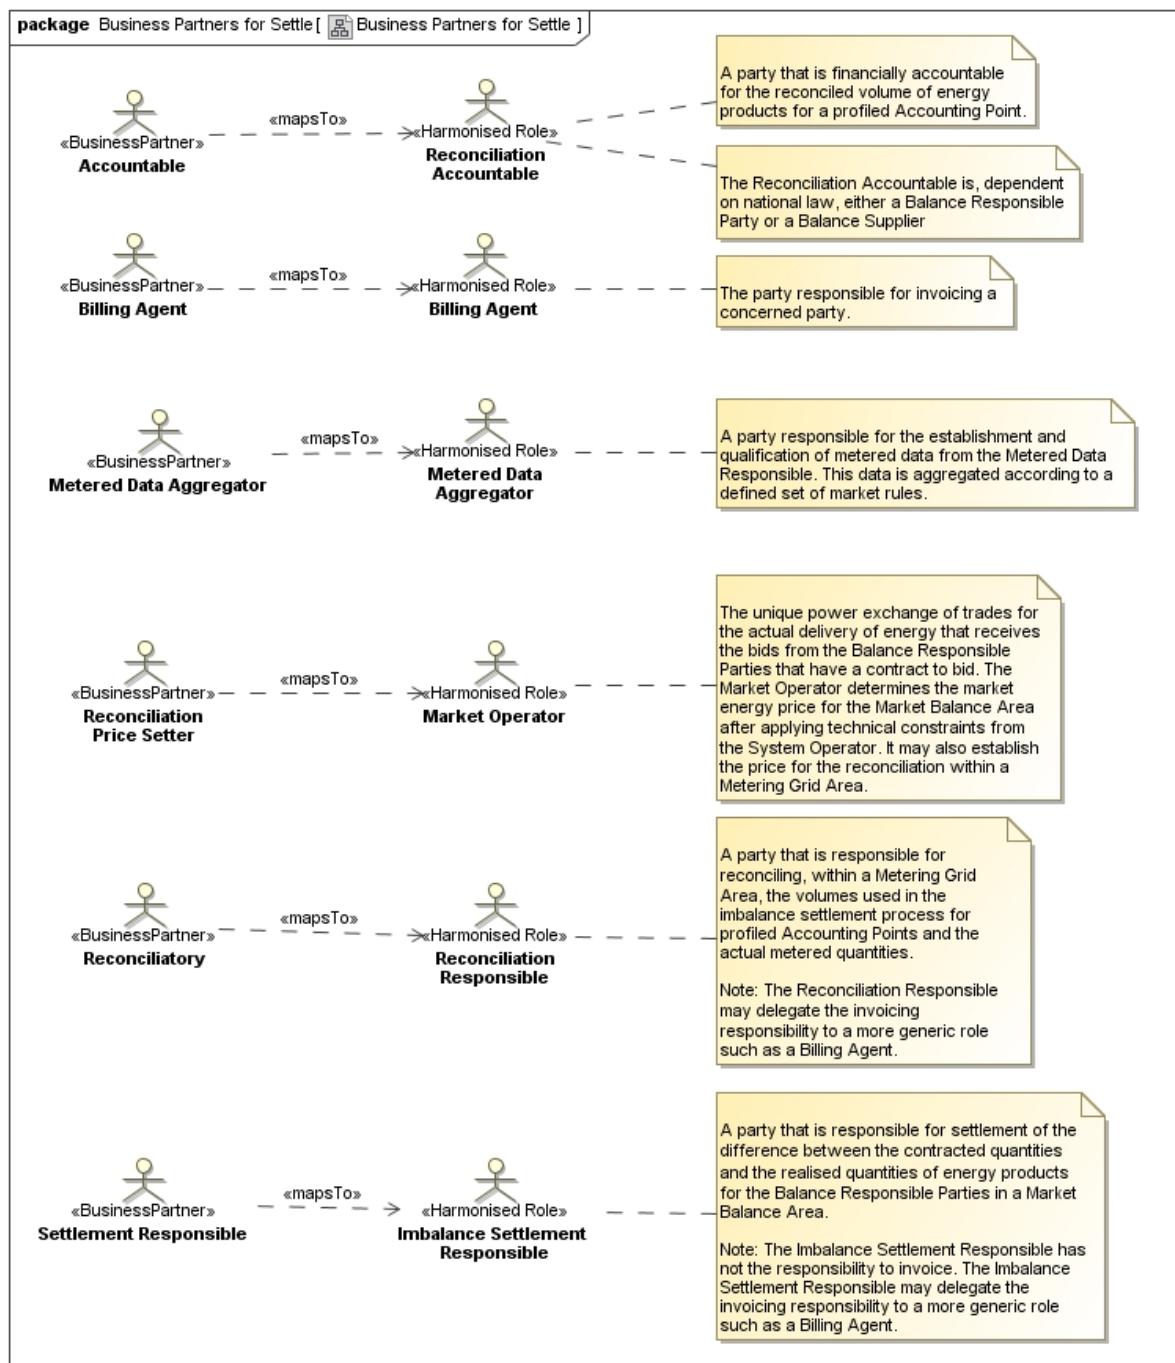 package Business Partners for Settle [ Business Partners for Settle ]
«BusinessPartner»
Accountable
«mapsTo»
«Harmonised Role»
Reconciliation
Accountable
A party that is financially accountable
for the reconciled volume of energy
products for a profiled Accounting Point.
The Reconciliation Accountable is, dependent
on national law, either a Balance Responsible
Party or a Balance Supplier
«BusinessPartner»
Billing Agent
«mapsTo»
«Harmonised Role»
Billing Agent
The party responsible for invoicing a
concerned party.
«BusinessPartner»
Metered Data Aggregator
«mapsTo»
«Harmonised Role»
Metered Data
Aggregator
A party responsible for the establishment and
qualification of metered data from the Metered Data
Responsible. This data is aggregated according to a
defined set of market rules.
«BusinessPartner»
Reconciliation
Price Setter
«mapsTo»
«Harmonised Role»
Market Operator
The unique power exchange of trades for
the actual delivery of energy that receives
the bids from the Balance Responsible
Parties that have a contract to bid. The
Market Operator determines the market
energy price for the Market Balance Area
after applying technical constraints from
the System Operator. It may also establish
the price for the reconciliation within a
Metering Grid Area.
«BusinessPartner»
Reconciliatory
«mapsTo»
«Harmonised Role»
Reconciliation
Responsible
A party that is responsible for
reconciling, within a Metering Grid
Area, the volumes used in the
imbalance settlement process for
profiled Accounting Points and the
actual metered quantities.
Note: The Reconciliation Responsible
may delegate the invoicing
responsibility to a more generic role
such as a Billing Agent.
«BusinessPartner»
Settlement Responsible
«mapsTo»
«Harmonised Role»
Imbalance Settlement
Responsible
A party that is responsible for settlement of the
difference between the contracted quantities
and the realised quantities of energy products
for the Balance Responsible Parties in a Market
Balance Area.
Note: The Imbalance Settlement Responsible has
not the responsibility to invoice. The Imbalance
Settlement Responsible may delegate the
invoicing responsibility to a more generic role
such as a Billing Agent.